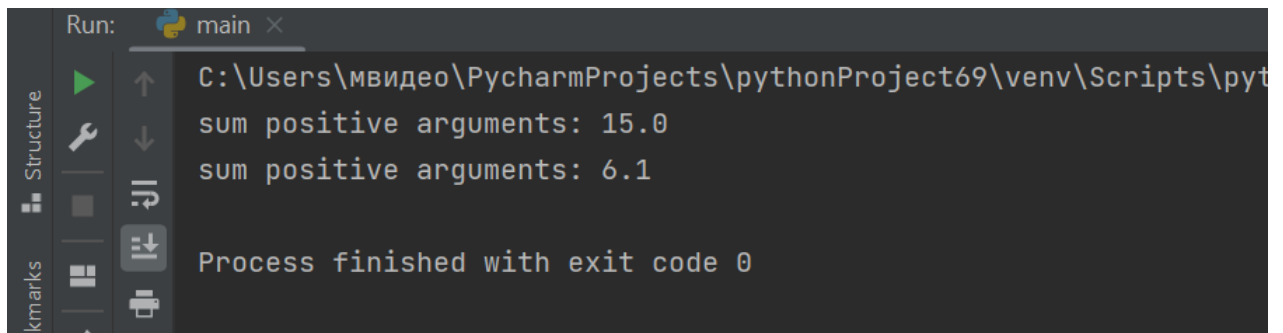 Run: main
C:\Users\мвидео\PycharmProjects\pythonProject69\venv\Scripts\pyt
sum positive arguments: 15.0
sum positive arguments: 6.1
Process finished with exit code 0
Structure
kmarks